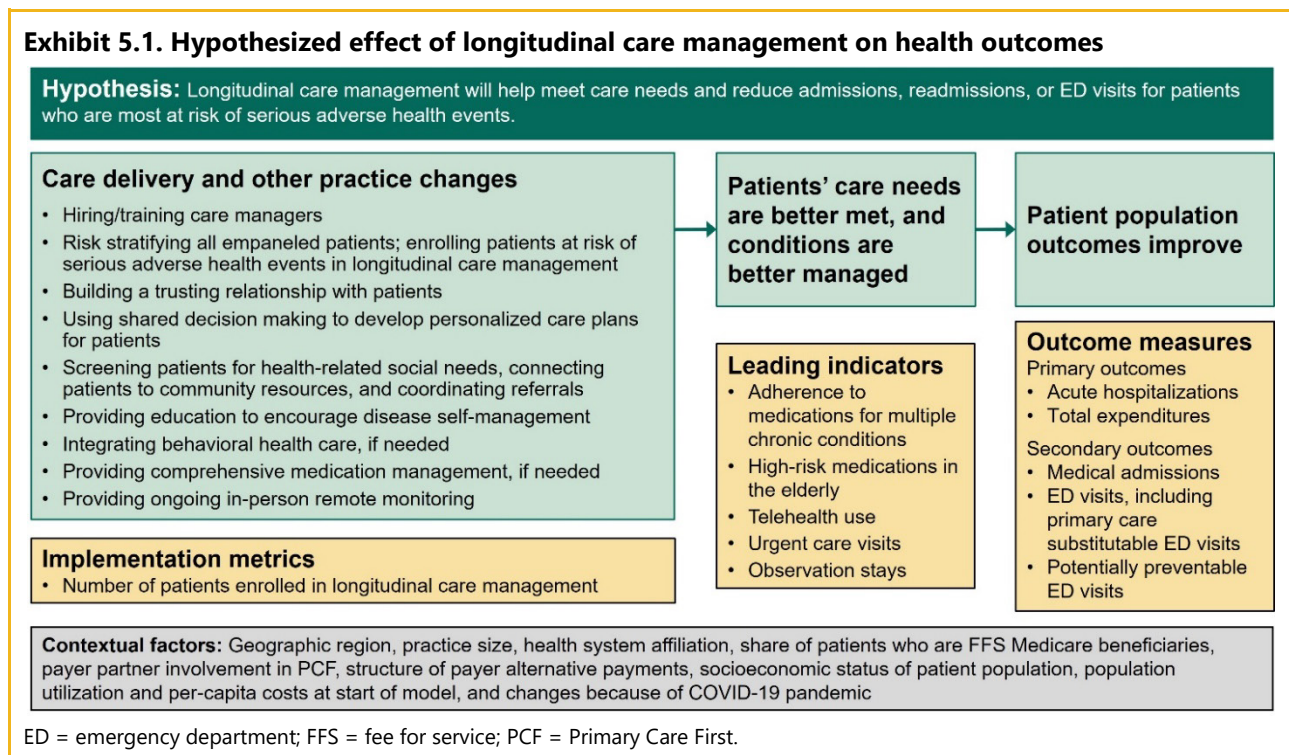 Exhibit 5.1. Hypothesized effect of longitudinal care management on health outcomes
Hypothesis: Longitudinal care management will help meet care needs and reduce admissions, readmissions, or ED visits for patients
who are most at risk of serious adverse health events.
Care delivery and other practice changes
• Hiring/training care managers
• Risk stratifying all empaneled patients; enrolling patients at risk of
serious adverse health events in longitudinal care management
• Building a trusting relationship with patients
• Using shared decision making to develop personalized care plans
for patients
• Screening patients for health-related social needs, connecting
patients to community resources, and coordinating referrals
• Providing education to encourage disease self-management
• Integrating behavioral health care, if needed
• Providing comprehensive medication management, if needed
• Providing ongoing in-person remote monitoring
Implementation metrics
• Number of patients enrolled in longitudinal care management
Patients’ care needs
are better met, and
conditions are
better managed
Leading indicators
• Adherence to
medications for multiple
chronic conditions
• High-risk medications in
the elderly
• Telehealth use
• Urgent care visits
• Observation stays
Patient population
outcomes improve
Outcome measures
Primary outcomes
• Acute hospitalizations
• Total expenditures
Secondary outcomes
• Medical admissions
• ED visits, including
primary care
substitutable ED visits
• Potentially preventable
ED visits
Contextual factors: Geographic region, practice size, health system affiliation, share of patients who are FFS Medicare beneficiaries,
payer partner involvement in PCF, structure of payer alternative payments, socioeconomic status of patient population, population
utilization and per-capita costs at start of model, and changes because of COVID-19 pandemic
ED = emergency department; FFS = fee for service; PCF = Primary Care First.